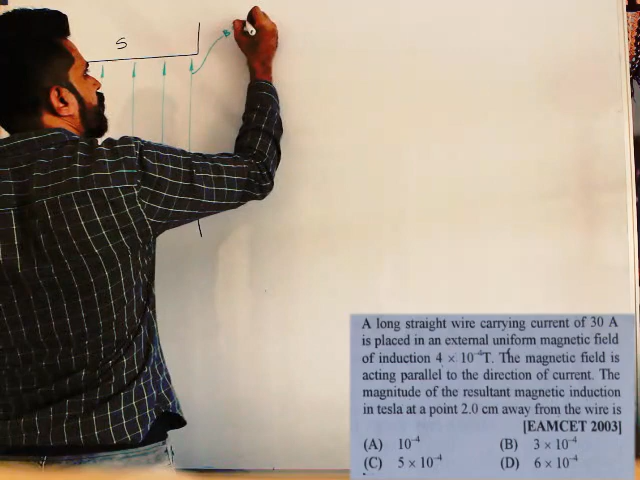 S
B
A long straight wire carrying current of 30 A
is placed in an external uniform magnetic field
of induction 4 × 10⁻⁴T. The magnetic field is
acting parallel to the direction of current. The
magnitude of the resultant magnetic induction
in tesla at a point 2.0 cm away from the wire is
[EAMCET 2003]
(A) 10⁻⁴ (B) 3 × 10⁻⁴
(C) 5 × 10⁻⁴ (D) 6 × 10⁻⁴